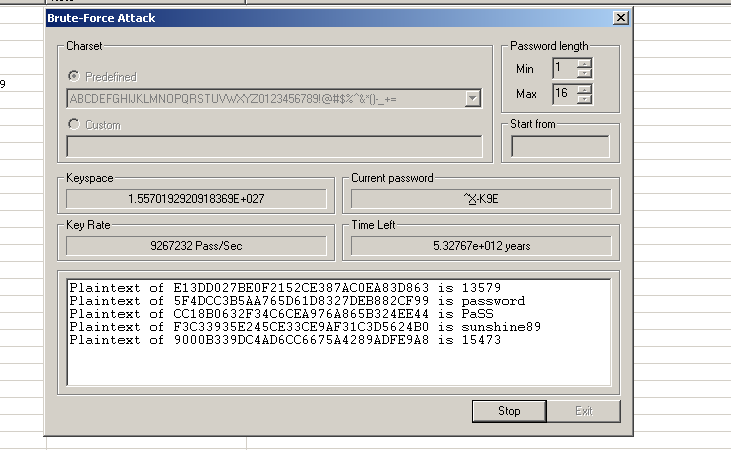 Brute-Force Attack
Charset
Predefined
ABCDEFGHIJKLMNOPQRSTUVWXYZ0123456789!@#$%^&*()-_+=
Custom
Password length
Min 1
Max 16
Start from
Keyspace
1.5570192920918369E+027
Current password
^X-K9E
Key Rate
9267232 Pass/Sec
Time Left
5.32767e+012 years
Plaintext of E13DD027BE0F2152CE387AC0EA83D863 is 13579
Plaintext of 5F4DCC3B5AA765D61D8327DEB882CF99 is password
Plaintext of CC18B0632F34C6CEA976A865B324EE44 is PaSS
Plaintext of F3C33935E245CE33CE9AF31C3D5624B0 is sunshine89
Plaintext of 9000B339DC4AD6CC6675A4289ADFE9A8 is 15473
Stop
Exit
9